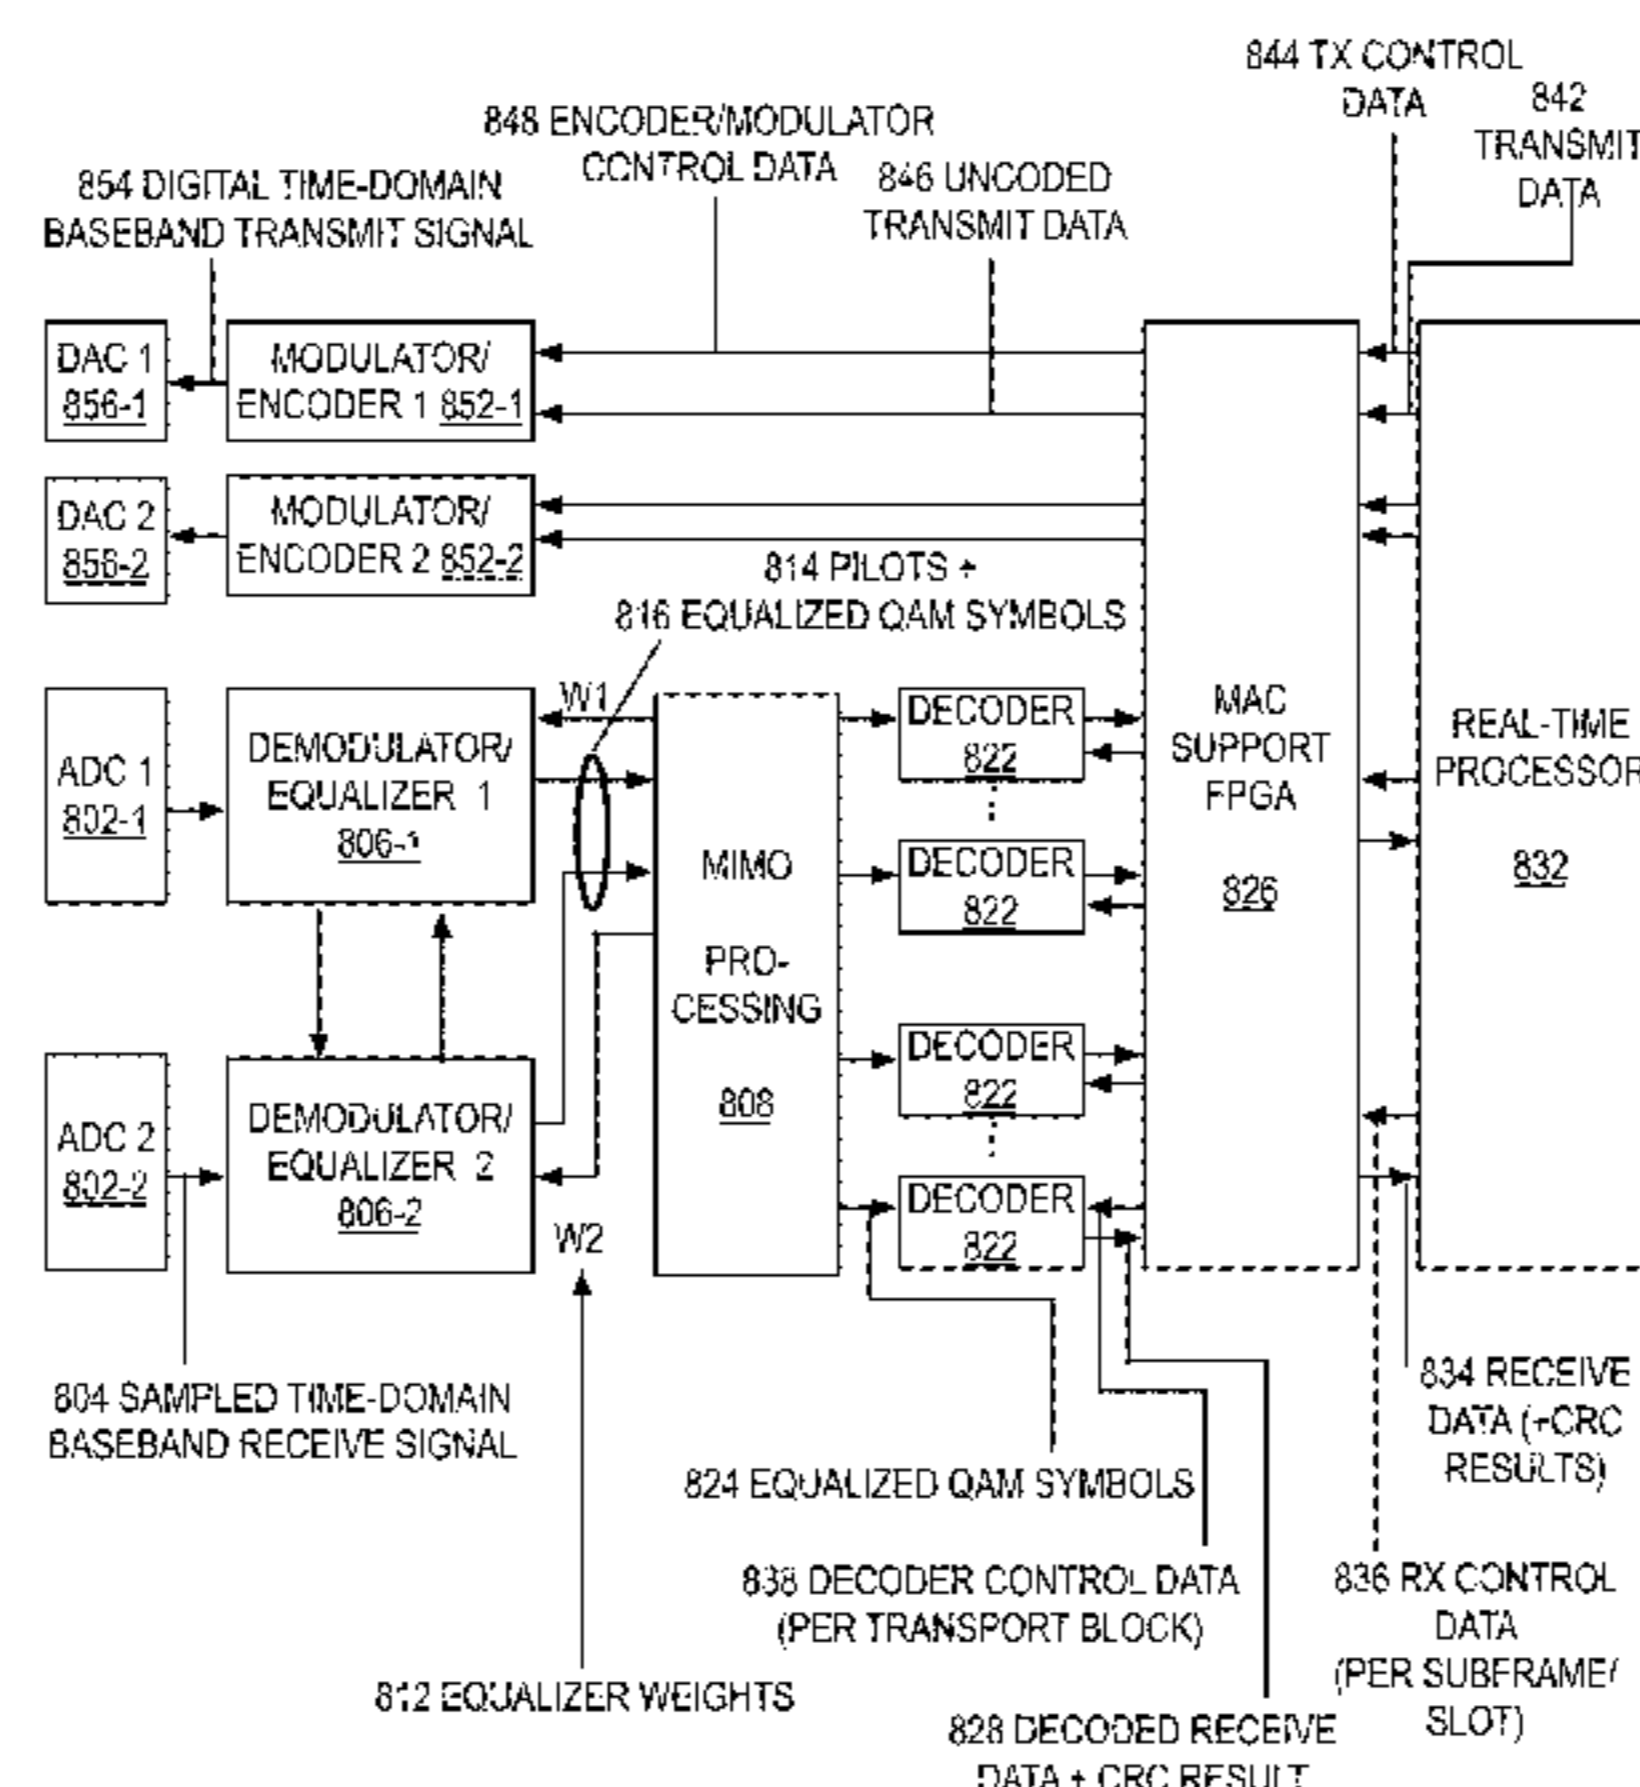 844 TX CONTROL
DATA
842
TRANSMIT
DATA
848 ENCODER/MODULATOR
CONTROL DATA
846 UNCODED
TRANSMIT DATA
854 DIGITAL TIME-DOMAIN
BASEBAND TRANSMIT SIGNAL
DAC 1
856-1
MODULATOR/
ENCODER 1 852-1
DAC 2
856-2
MODULATOR/
ENCODER 2 852-2
814 PILOTS +
816 EQUALIZED QAM SYMBOLS
W1
ADC 1
802-1
DEMODULATOR/
EQUALIZER 1
806-1
MIMO
PRO-
CESSING
808
DECODER
822
DECODER
822
DECODER
822
DECODER
822
MAC
SUPPORT
FPGA
826
REAL-TIME
PROCESSOR
832
ADC 2
802-2
DEMODULATOR/
EQUALIZER 2
806-2
W2
804 SAMPLED TIME-DOMAIN
BASEBAND RECEIVE SIGNAL
834 RECEIVE
DATA (+CRC
RESULTS)
824 EQUALIZED QAM SYMBOLS
838 DECODER CONTROL DATA
(PER TRANSPORT BLOCK)
836 RX CONTROL
DATA
(PER SUBFRAME/
SLOT)
812 EQUALIZER WEIGHTS
828 DECODED RECEIVE
DATA + CRC RESULT